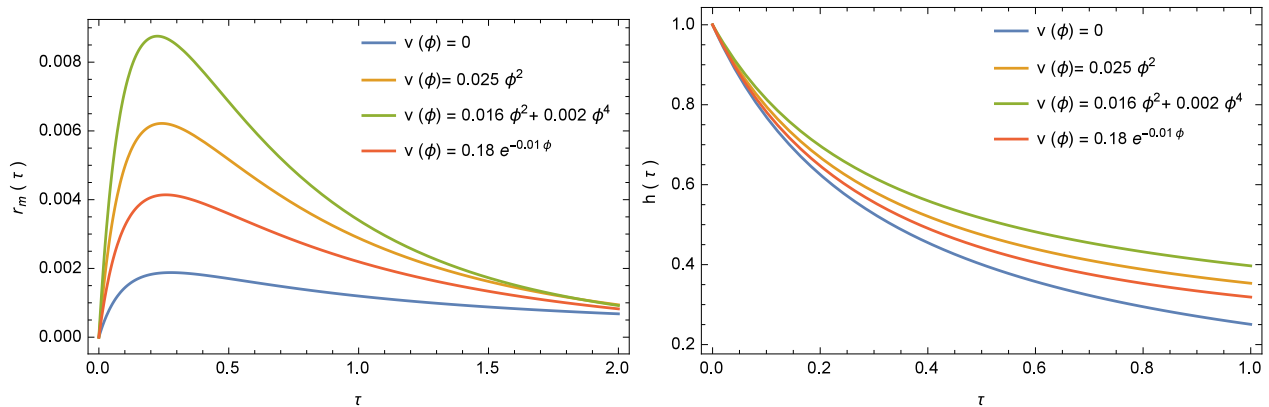 0.008
0.006
0.004
0.002
0.000
r_m ( τ )
v (ϕ) = 0
v (ϕ)= 0.025 ϕ²
v (ϕ) = 0.016 ϕ²+ 0.002 ϕ⁴
v (ϕ) = 0.18 e^{-0.01 ϕ}
0.0 0.5 1.0 1.5 2.0
τ
1.0
0.8
0.6
0.4
0.2
h ( τ )
v (ϕ) = 0
v (ϕ)= 0.025 ϕ²
v (ϕ) = 0.016 ϕ²+ 0.002 ϕ⁴
v (ϕ) = 0.18 e^{-0.01 ϕ}
0.0 0.2 0.4 0.6 0.8 1.0
τ